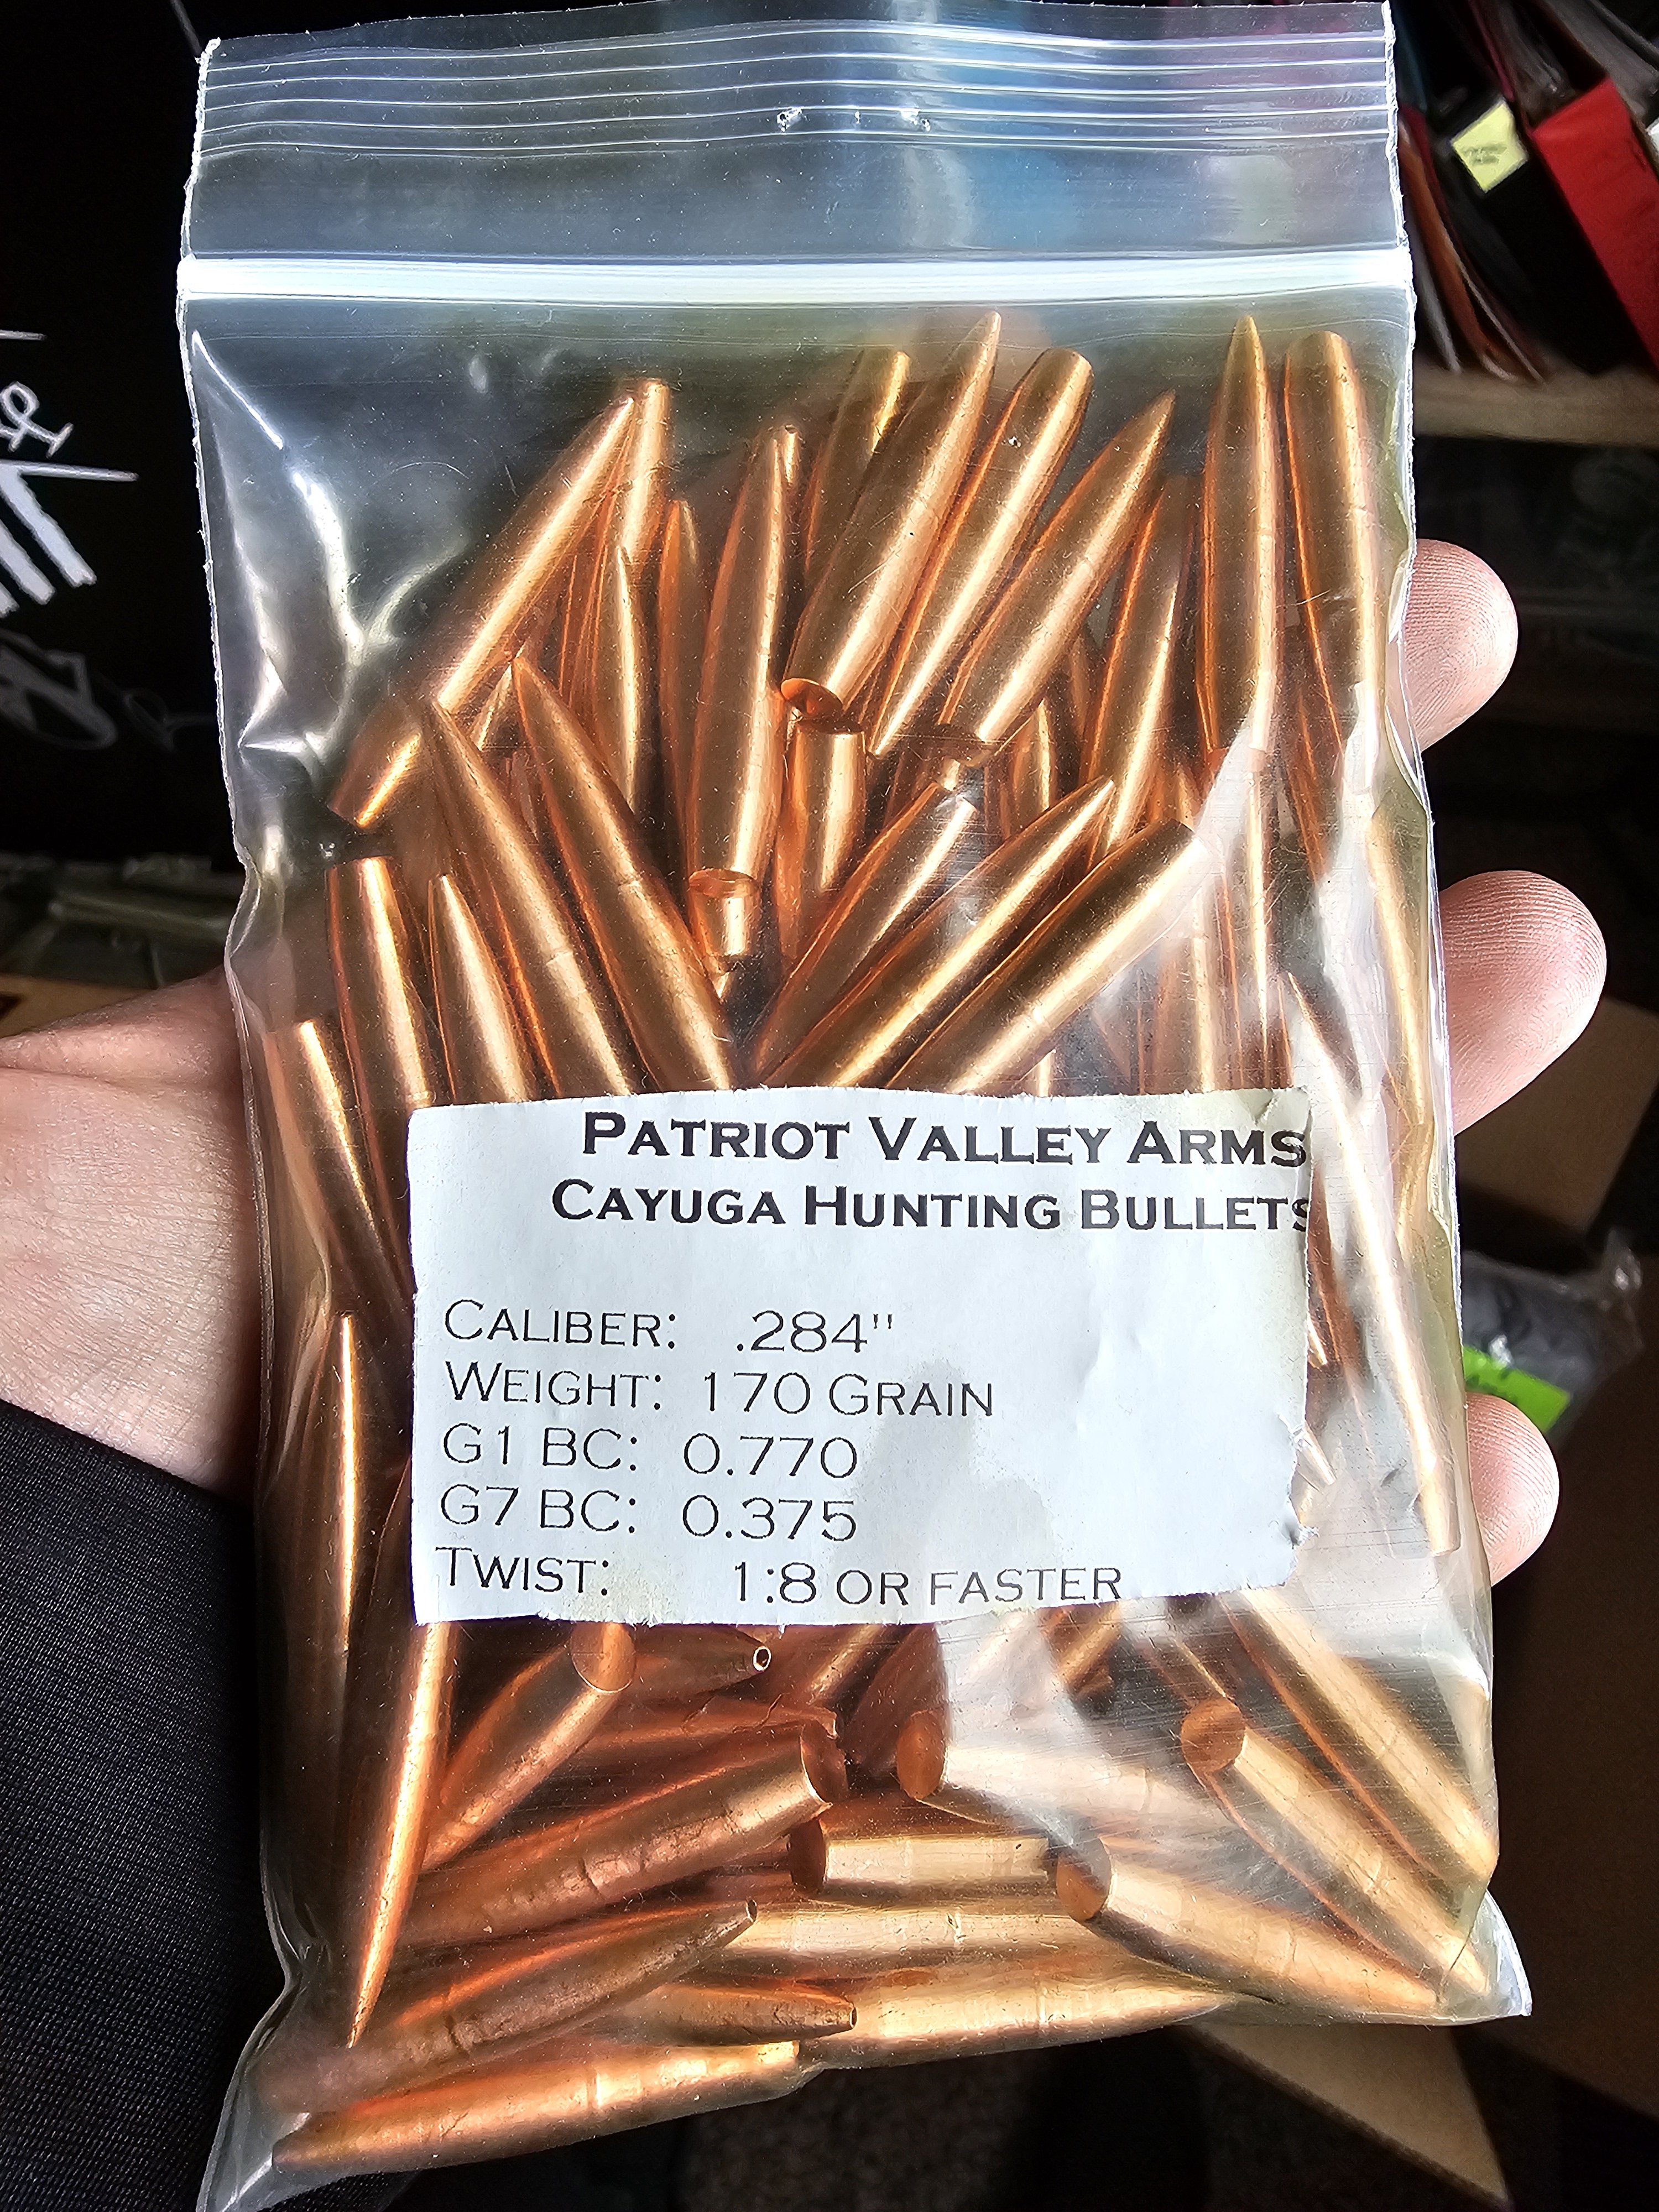 PATRIOT VALLEY ARMS
CAYUGA HUNTING BULLETS
CALIBER: .284"
WEIGHT: 170 GRAIN
G1 BC: 0.770
G7 BC: 0.375
TWIST: 1:8 OR FASTER